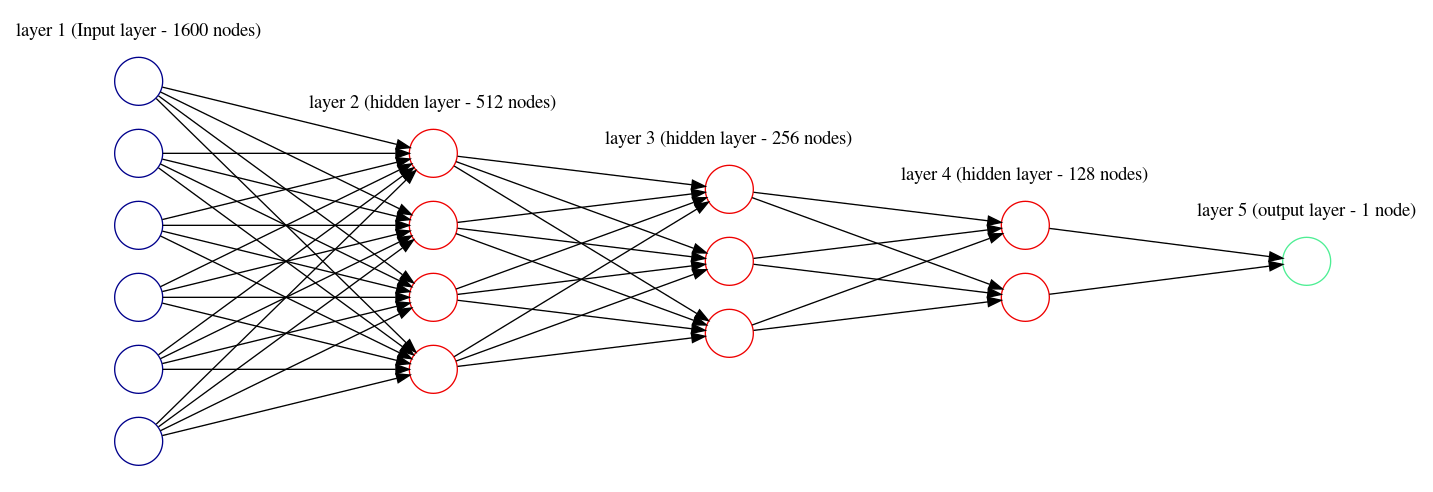 layer 1 (Input layer - 1600 nodes)
layer 2 (hidden layer - 512 nodes)
layer 3 (hidden layer - 256 nodes)
layer 4 (hidden layer - 128 nodes)
layer 5 (output layer - 1 node)